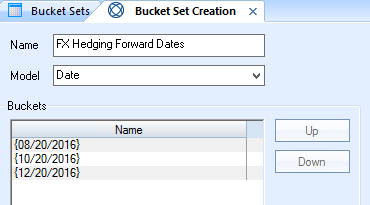 Bucket Sets Bucket Set Creation
Name FX Hedging Forward Dates
Model Date
Buckets
Name Up
{08/20/2016}
{10/20/2016} Down
{12/20/2016}